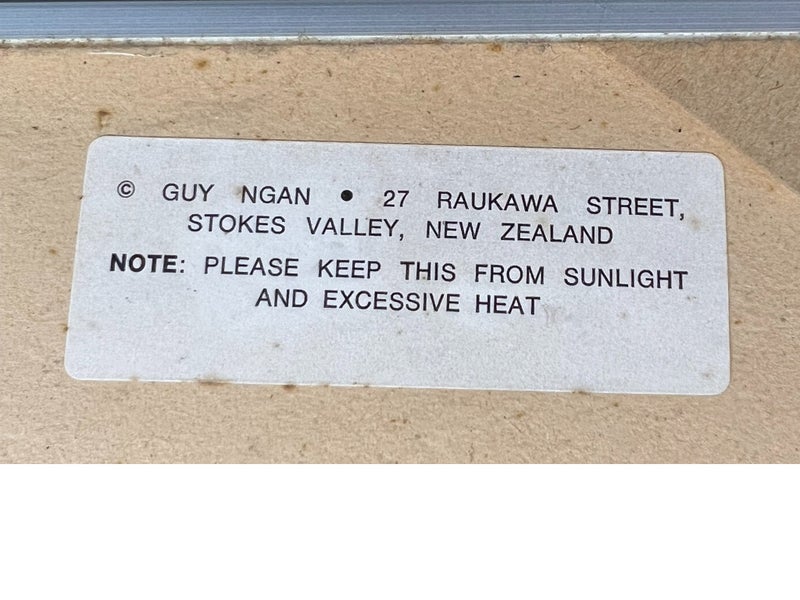 © GUY NGAN • 27 RAUKAWA STREET,
STOKES VALLEY, NEW ZEALAND
NOTE: PLEASE KEEP THIS FROM SUNLIGHT
AND EXCESSIVE HEAT